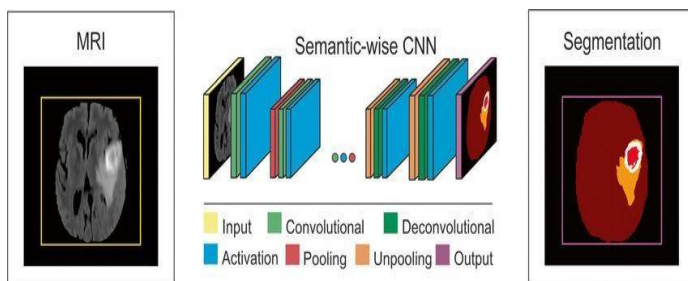 MRI
Semantic-wise CNN
Segmentation
Input Convolutional Deconvolutional
Activation Pooling Unpooling Output